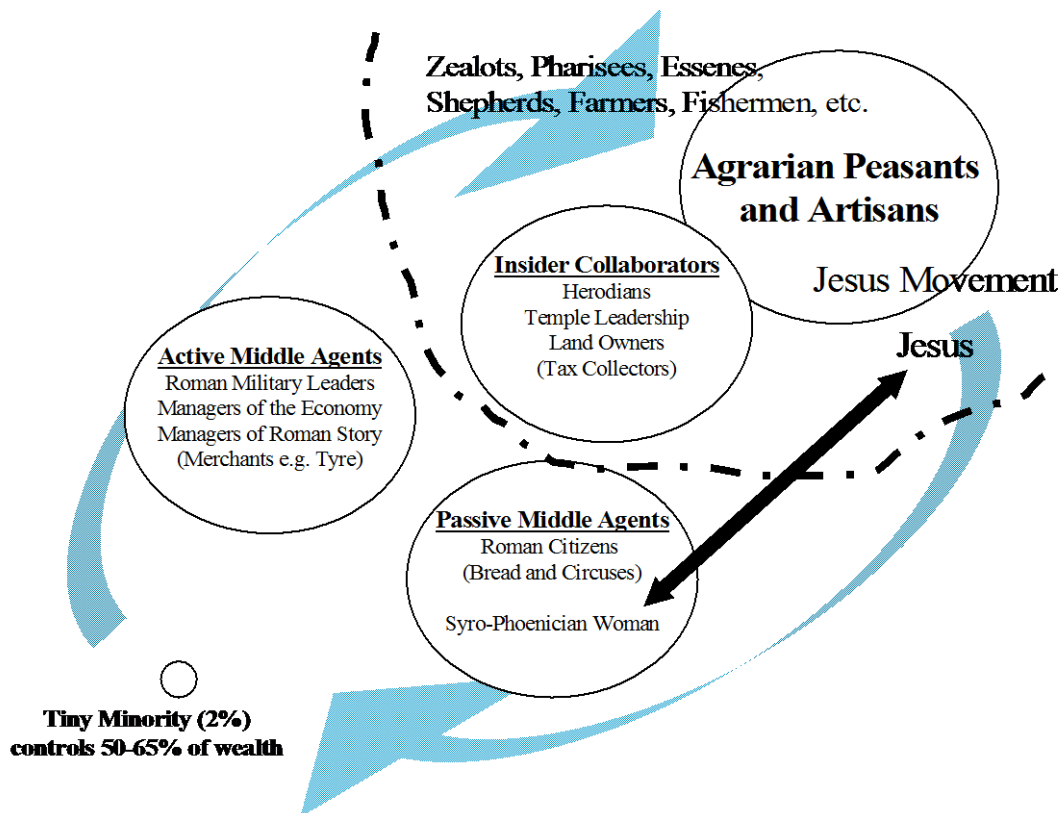 Zealots, Pharisees, Essenes,
Shepherds, Farmers, Fishermen, etc.
Agrarian Peasants
and Artisans
Jesus Movement
Jesus
Insider Collaborators
Herodians
Temple Leadership
Land Owners
(Tax Collectors)
Active Middle Agents
Roman Military Leaders
Managers of the Economy
Managers of Roman Story
(Merchants e.g. Tyre)
Passive Middle Agents
Roman Citizens
(Bread and Circuses)
Syro-Phoenician Woman
Tiny Minority (2%)
controls 50-65% of wealth